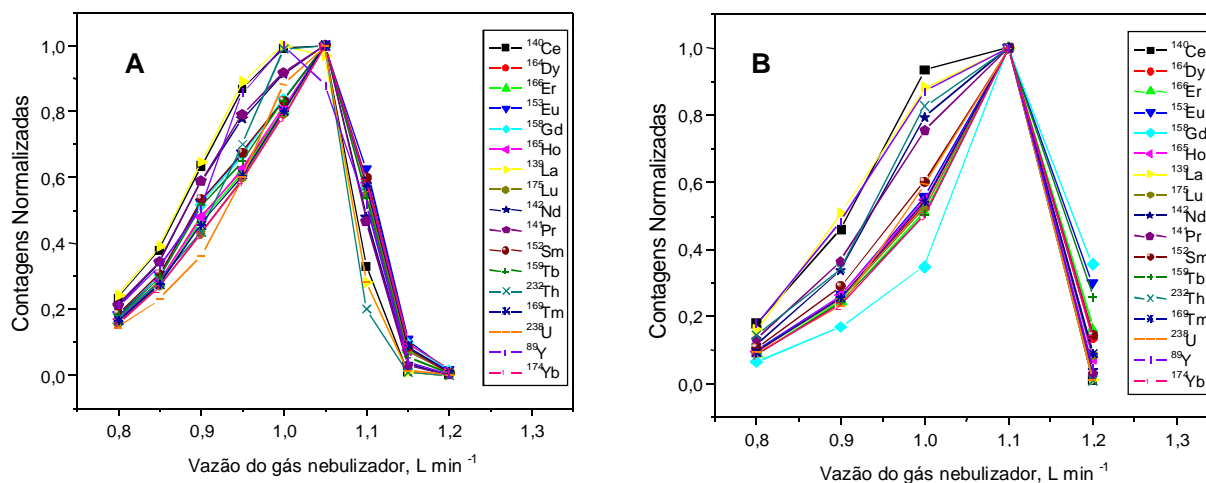 A
Contagens Normalizadas
1,0
0,8
0,6
0,4
0,2
0,0
0,8
0,9
1,0
1,1
1,2
1,3
Vazão do gás nebulizador, L min -1
140Ce
164Dy
166Er
153Eu
158Gd
165Ho
139La
175Lu
142Nd
141Pr
152Sm
159Tb
232Th
169Tm
238U
89Y
174Yb
B
Contagens Normalizadas
1,0
0,8
0,6
0,4
0,2
0,0
0,8
0,9
1,0
1,1
1,2
1,3
Vazão do gás nebulizador, L min -1
140Ce
164Dy
166Er
153Eu
158Gd
165Ho
139La
175Lu
142Nd
141Pr
152Sm
159Tb
232Th
169Tm
238U
89Y
174Yb